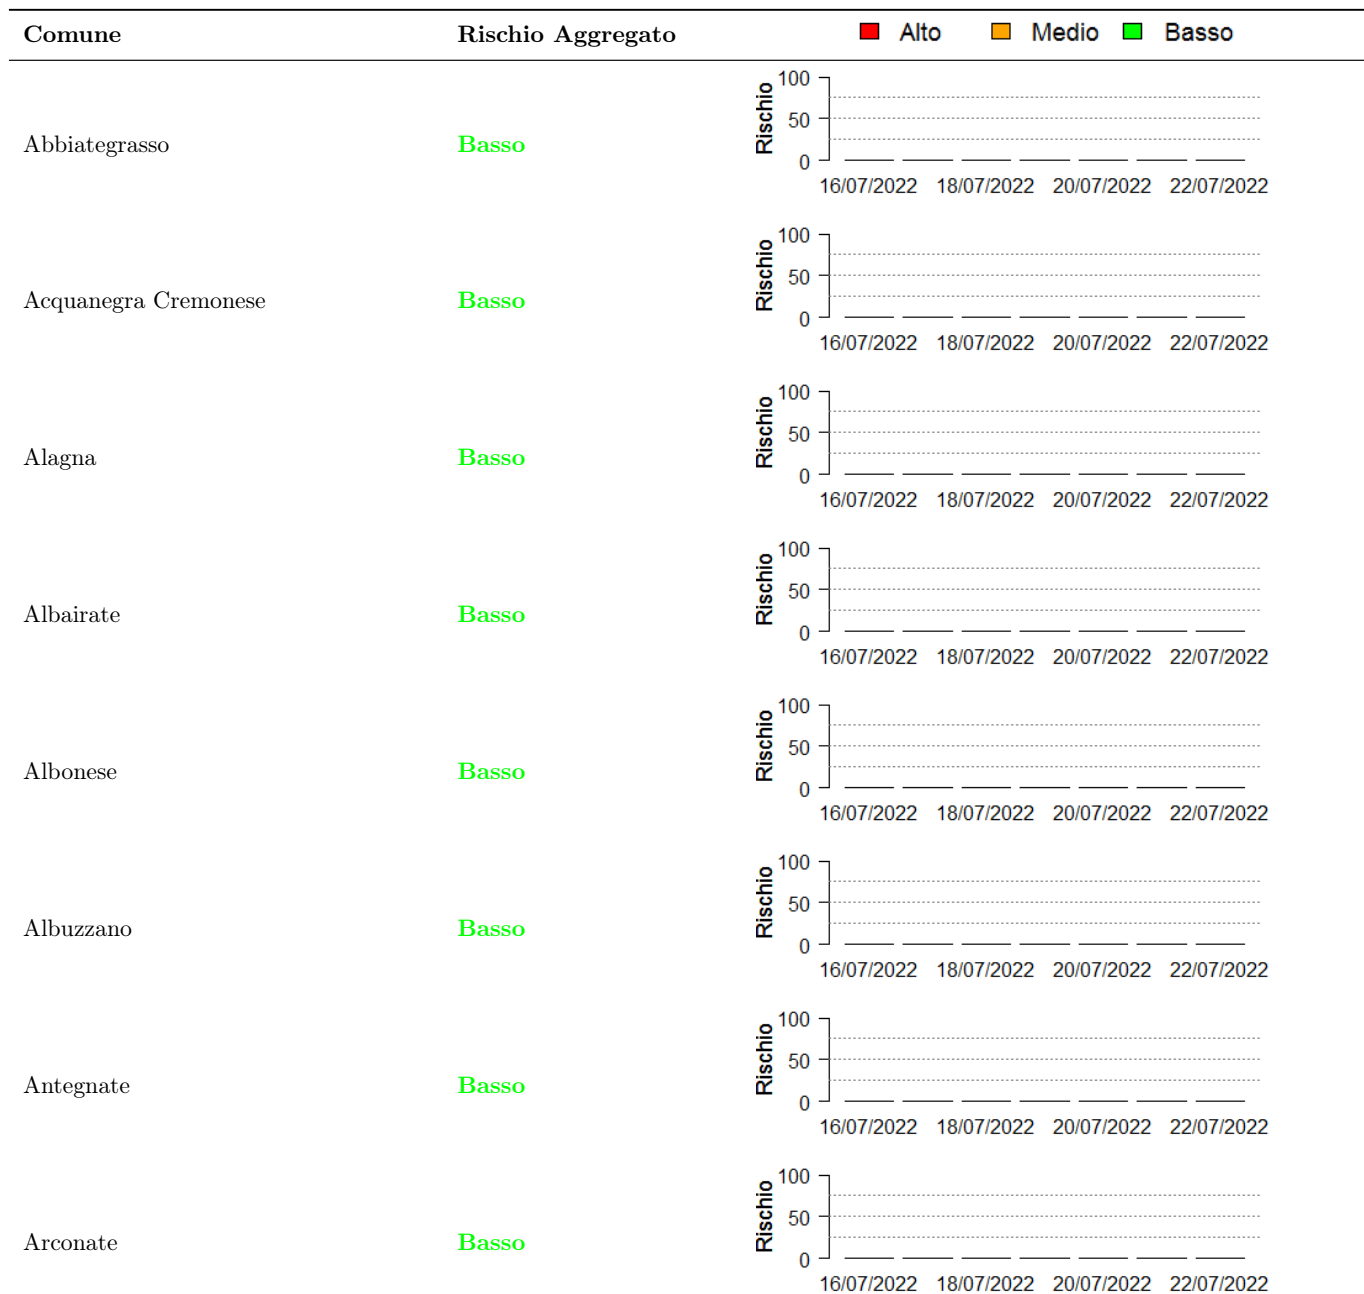 Comune Rischio Aggregato Alto Medio Basso
Abbiategrasso Basso
Rischio
100
50
0
16/07/2022 18/07/2022 20/07/2022 22/07/2022
Acquanegra Cremonese Basso
Rischio
100
50
0
16/07/2022 18/07/2022 20/07/2022 22/07/2022
Alagna Basso
Rischio
100
50
0
16/07/2022 18/07/2022 20/07/2022 22/07/2022
Albairate Basso
Rischio
100
50
0
16/07/2022 18/07/2022 20/07/2022 22/07/2022
Albonese Basso
Rischio
100
50
0
16/07/2022 18/07/2022 20/07/2022 22/07/2022
Albuzzano Basso
Rischio
100
50
0
16/07/2022 18/07/2022 20/07/2022 22/07/2022
Antegnate Basso
Rischio
100
50
0
16/07/2022 18/07/2022 20/07/2022 22/07/2022
Arconate Basso
Rischio
100
50
0
16/07/2022 18/07/2022 20/07/2022 22/07/2022